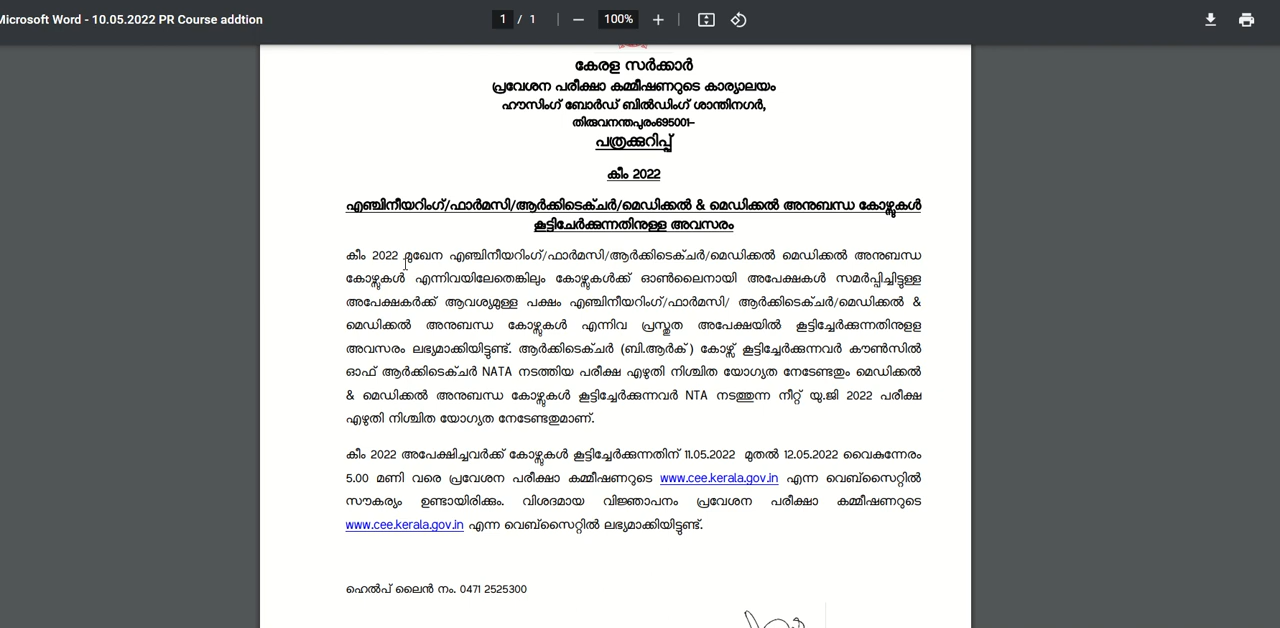 Microsoft Word - 10.05.2022 PR Course addtion
1 / 1
100%
കേരള സർക്കാർ
പ്രവേശന പരീക്ഷാ കമ്മീഷണറുടെ കാര്യാലയം
ഹൗസിംഗ് ബോർഡ് ബിൽഡിംഗ് ശാന്തിനഗർ,
തിരുവനന്തപുരം695001–
പത്രക്കുറിപ്പ്
കീം 2022
എഞ്ചിനീയറിംഗ്/ഫാർമസി/ആർക്കിടെക്ചർ/മെഡിക്കൽ & മെഡിക്കൽ അനുബന്ധ കോഴ്സുകൾ
കൂട്ടിചേർക്കുന്നതിനുള്ള അവസരം
കീം 2022 മുഖേന എഞ്ചിനീയറിംഗ്/ഫാർമസി/ആർക്കിടെക്ചർ/മെഡിക്കൽ മെഡിക്കൽ അനുബന്ധ
കോഴ്സുകൾ എന്നിവയിലേതെങ്കിലും കോഴ്സുകൾക്ക് ഓൺലൈനായി അപേക്ഷകൾ സമർപ്പിച്ചിട്ടുള്ള
അപേക്ഷകർക്ക് ആവശ്യമുള്ള പക്ഷം എഞ്ചിനീയറിംഗ്/ഫാർമസി/ ആർക്കിടെക്ചർ/മെഡിക്കൽ &
മെഡിക്കൽ അനുബന്ധ കോഴ്സുകൾ എന്നിവ പ്രസ്തുത അപേക്ഷയിൽ കൂട്ടിച്ചേർക്കുന്നതിനുളള
അവസരം ലഭ്യമാക്കിയിട്ടുണ്ട്. ആർക്കിടെക്ചർ (ബി.ആർക്) കോഴ്സ് കൂട്ടിച്ചേർക്കുന്നവർ കൗൺസിൽ
ഓഫ് ആർക്കിടെക്ചർ NATA നടത്തിയ പരീക്ഷ എഴുതി നിശ്ചിത യോഗ്യത നേടേണ്ടതും മെഡിക്കൽ
& മെഡിക്കൽ അനുബന്ധ കോഴ്സുകൾ കൂട്ടിച്ചേർക്കുന്നവർ NTA നടത്തുന്ന നീറ്റ് യു.ജി 2022 പരീക്ഷ
എഴുതി നിശ്ചിത യോഗ്യത നേടേണ്ടതുമാണ്.
കീം 2022 അപേക്ഷിച്ചവർക്ക് കോഴ്സുകൾ കൂട്ടിച്ചേർക്കുന്നതിന് 11.05.2022 മുതൽ 12.05.2022 വൈകുന്നേരം
5.00 മണി വരെ പ്രവേശന പരീക്ഷാ കമ്മീഷണറുടെ www.cee.kerala.gov.in എന്ന വെബ്സൈറ്റിൽ
സൗകര്യം ഉണ്ടായിരിക്കും. വിശദമായ വിജ്ഞാപനം പ്രവേശന പരീക്ഷാ കമ്മീഷണറുടെ
www.cee.kerala.gov.in എന്ന വെബ്സൈറ്റിൽ ലഭ്യമാക്കിയിട്ടുണ്ട്.
ഹെൽപ് ലൈൻ നം. 0471 2525300